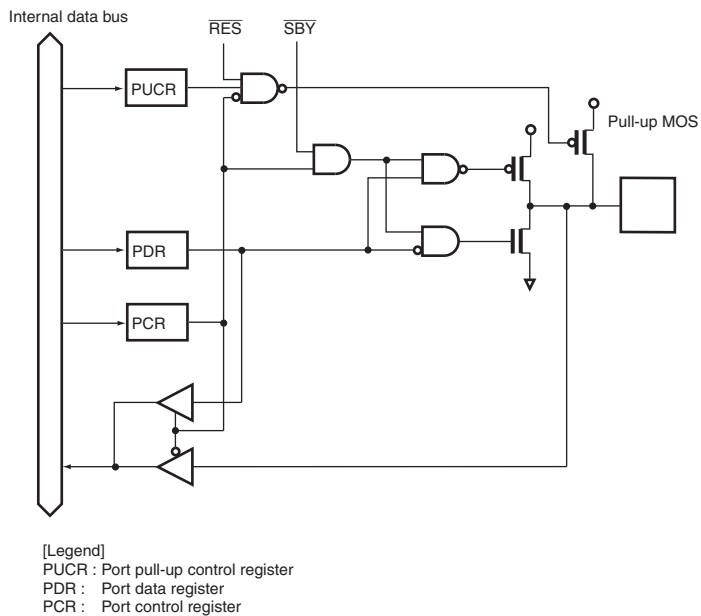 Internal data bus
RES
SBY
PUCR
Pull-up MOS
PDR
PCR
[Legend]
PUCR : Port pull-up control register
PDR : Port data register
PCR : Port control register